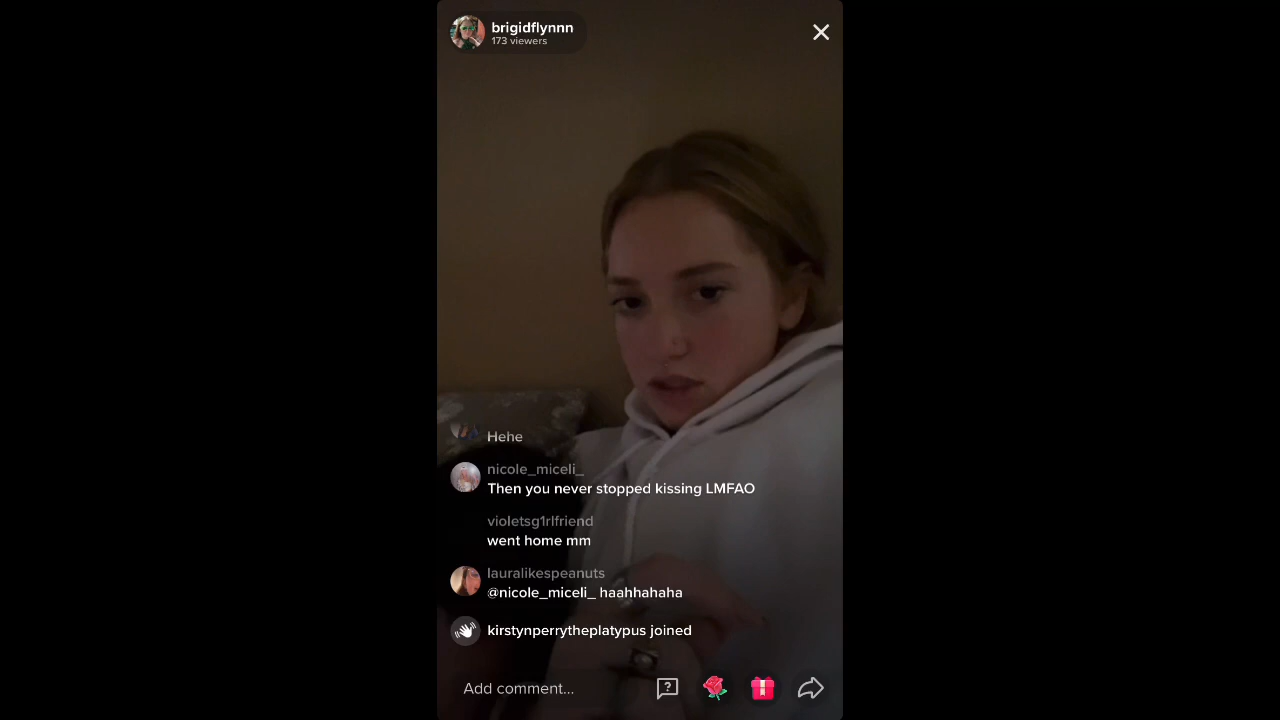 brigidflynnn
173 viewers
Hehe
nicole_miceli_
Then you never stopped kissing LMFAO
violetsg1rlfriend
went home mm
lauralikespeanuts
@nicole_miceli_ haahhahaha
kirstynperrytheplatypus joined
Add comment...